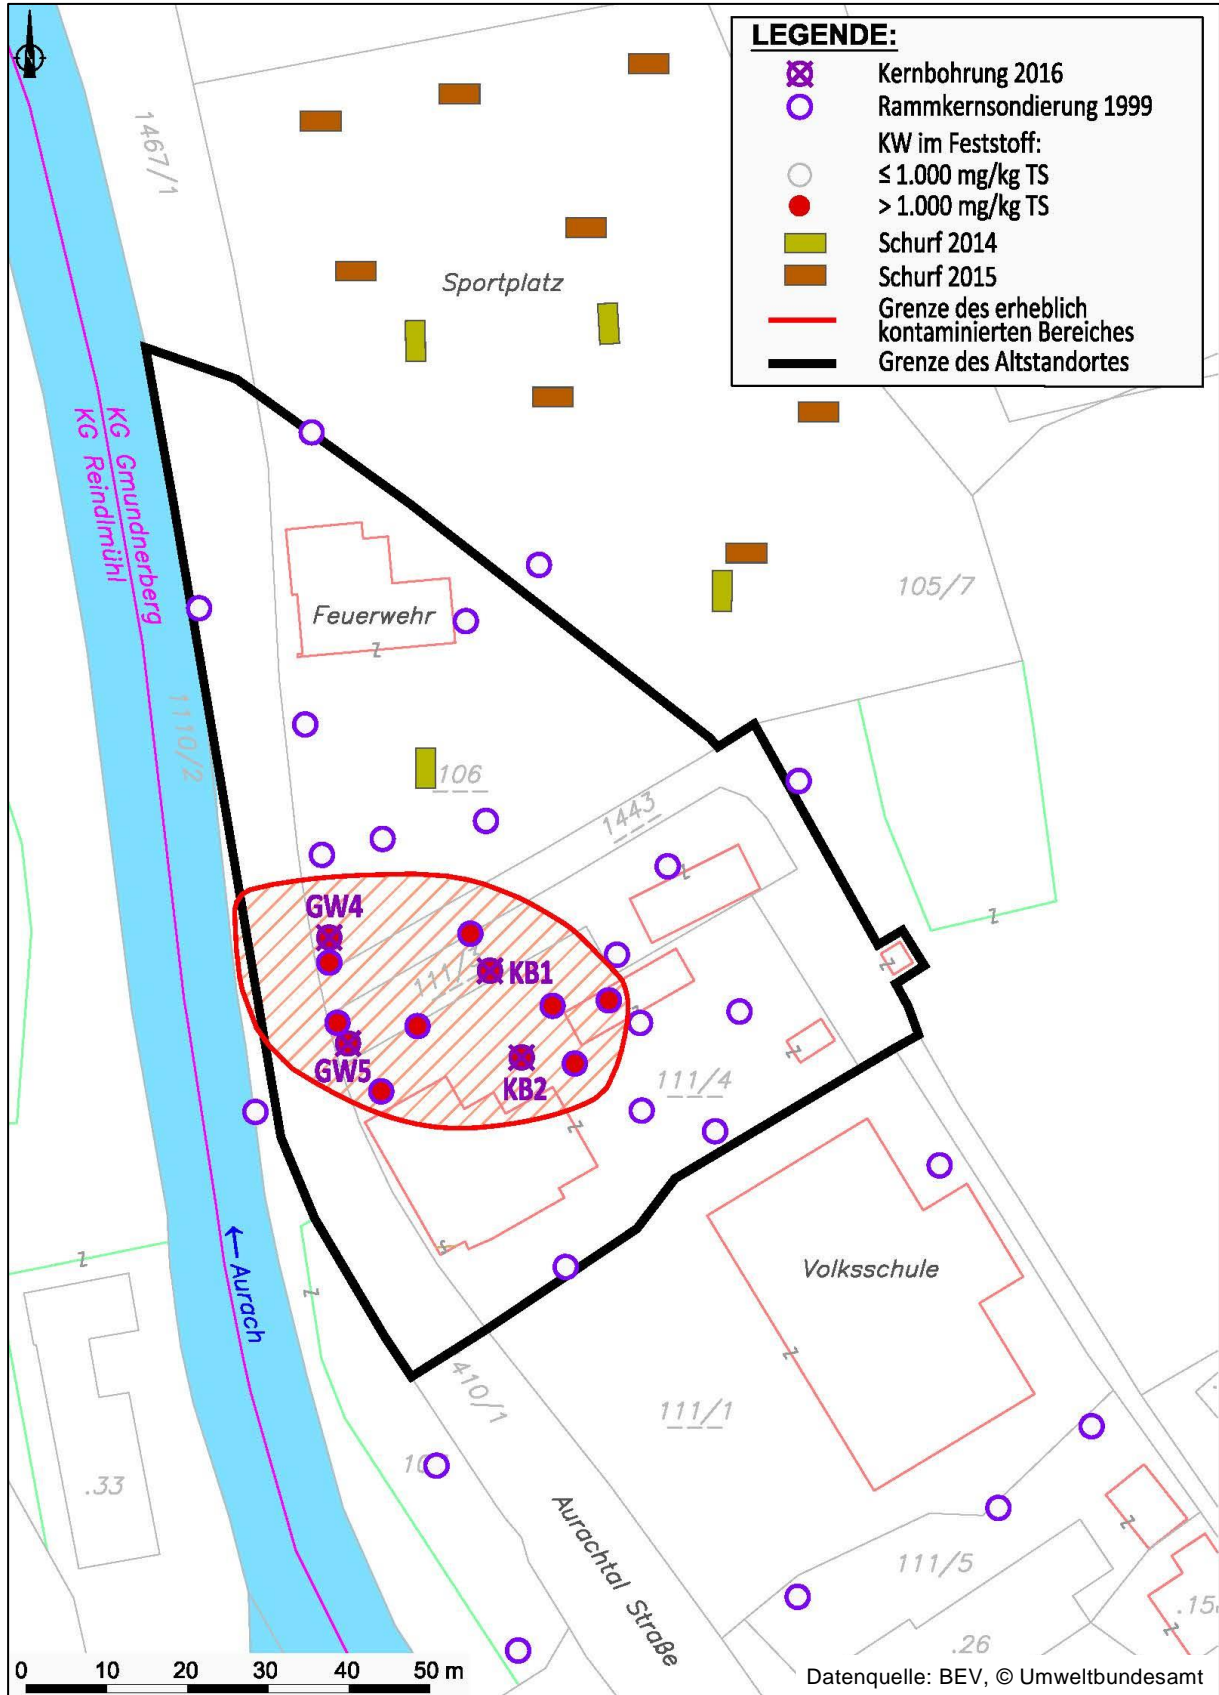 LEGENDE:
Kernbohrung 2016
Rammkernsondierung 1999
KW im Feststoff:
≤ 1.000 mg/kg TS
> 1.000 mg/kg TS
Schurf 2014
Schurf 2015
Grenze des erheblich
kontaminierten Bereiches
Grenze des Altstandortes
1467/1
Sportplatz
KG Gmundnerberg
KG Reindlmühl
105/7
Feuerwehr
1110/2
106
1443
GW4
111/3
KB1
GW5
KB2
111/4
Aurach
Volksschule
410/1
111/1
.33
Aurachtal Straße
111/5
.26
0 10 20 30 40 50 m
Datenquelle: BEV, © Umweltbundesamt